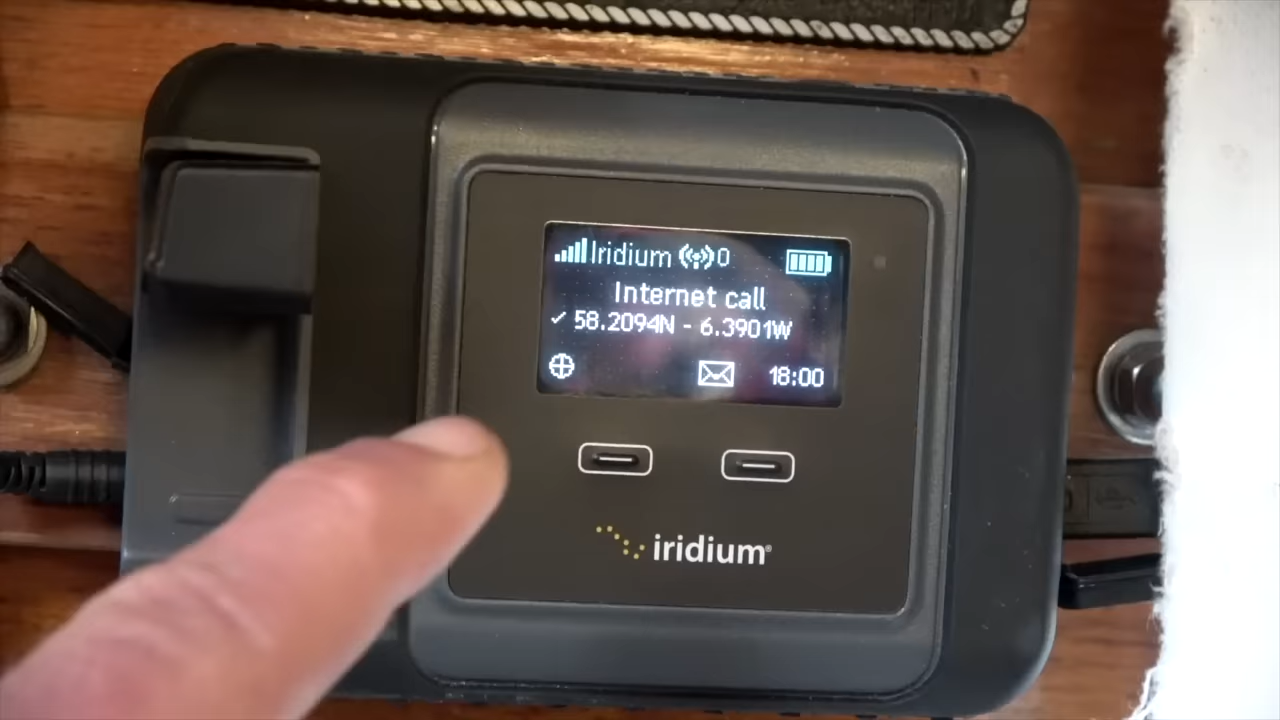 Iridium 0
Internet call
58.2094N - 6.3901W
18:00
iridium®